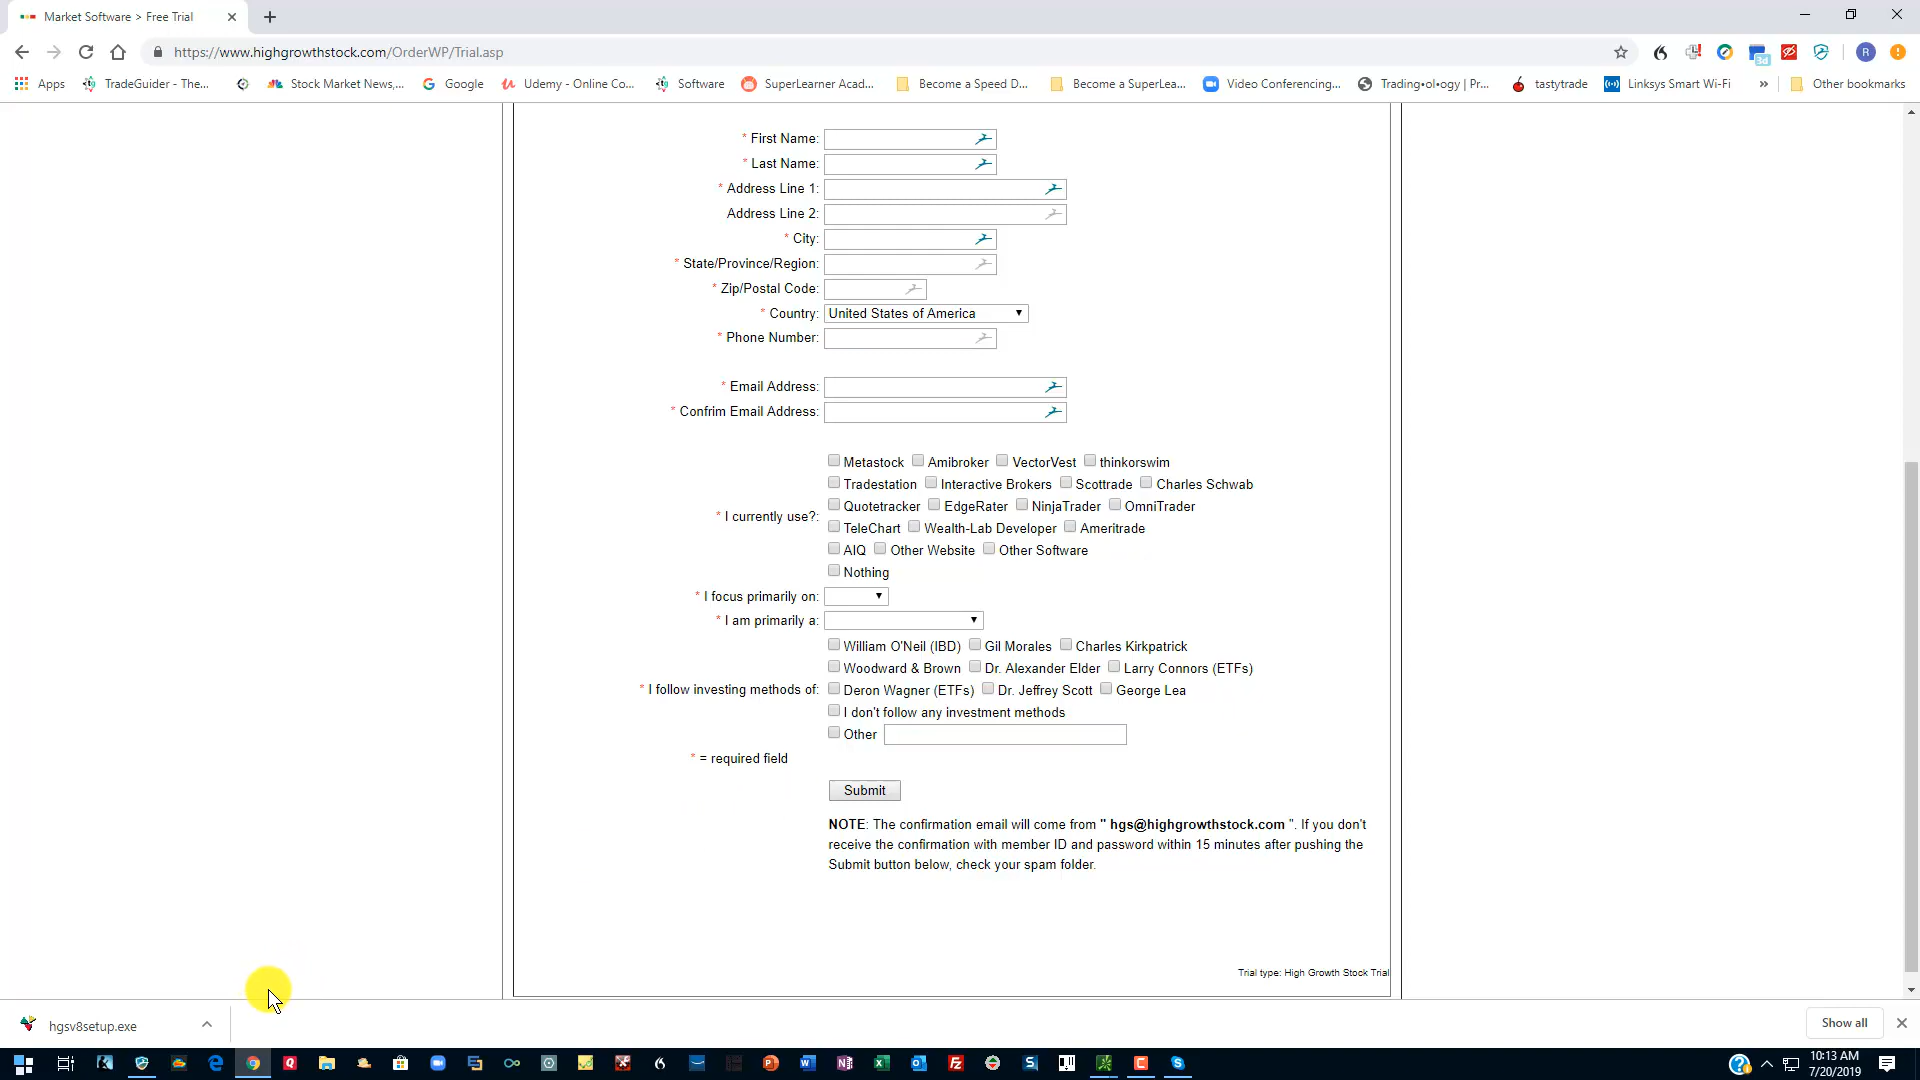 Market Software > Free Trial
https://www.highgrowthstock.com/OrderWP/Trial.asp
R
3d
Apps TradeGuider - The... Stock Market News,... Google Udemy - Online Co... Software SuperLearner Acad... Become a Speed D... Become a SuperLea... Video Conferencing... Trading•ol•ogy | Pr... tastytrade Linksys Smart Wi-Fi » Other bookmarks
* First Name:
* Last Name:
* Address Line 1:
Address Line 2:
* City:
* State/Province/Region:
* Zip/Postal Code:
* Country: United States of America
* Phone Number:
* Email Address:
* Confrim Email Address:
Metastock Amibroker VectorVest thinkorswim
Tradestation Interactive Brokers Scottrade Charles Schwab
Quotetracker EdgeRater NinjaTrader OmniTrader
* I currently use?:
TeleChart Wealth-Lab Developer Ameritrade
AIQ Other Website Other Software
Nothing
* I focus primarily on:
* I am primarily a:
William O'Neil (IBD) Gil Morales Charles Kirkpatrick
Woodward & Brown Dr. Alexander Elder Larry Connors (ETFs)
* I follow investing methods of: Deron Wagner (ETFs) Dr. Jeffrey Scott George Lea
I don't follow any investment methods
Other
* = required field
Submit
NOTE: The confirmation email will come from " hgs@highgrowthstock.com ". If you don't
receive the confirmation with member ID and password within 15 minutes after pushing the
Submit button below, check your spam folder.
Trial type: High Growth Stock Trial
hgsv8setup.exe
Show all
10:13 AM
7/20/2019